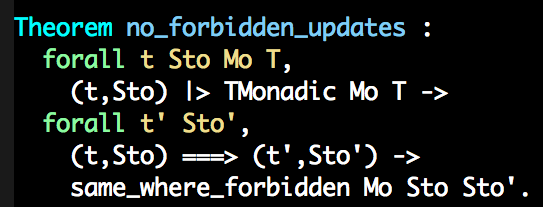 Theorem no_forbidden_updates :
forall t Sto Mo T,
(t,Sto) |> TMonadic Mo T ->
forall t' Sto',
(t,Sto) ===> (t',Sto') ->
same_where_forbidden Mo Sto Sto'.